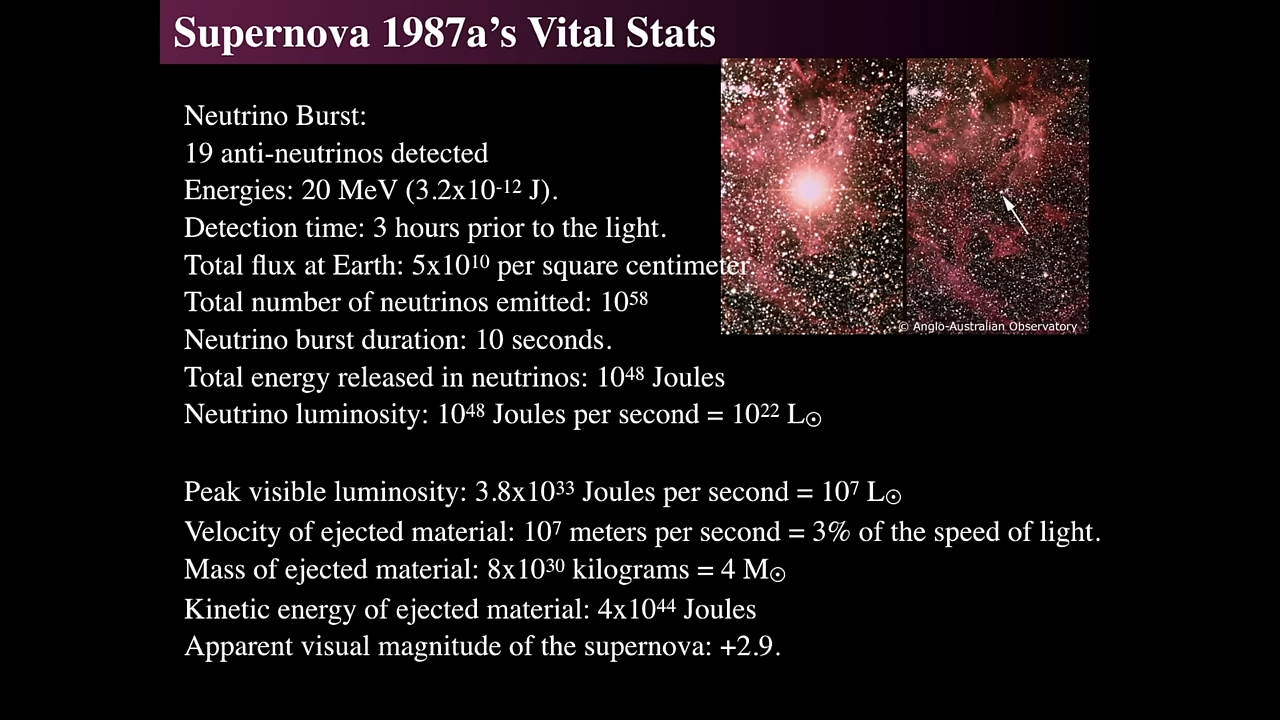 Supernova 1987a’s Vital Stats
Neutrino Burst:
19 anti-neutrinos detected
Energies: 20 MeV (3.2x10⁻¹² J).
Detection time: 3 hours prior to the light.
Total flux at Earth: 5x10¹⁰ per square centimeter.
Total number of neutrinos emitted: 10⁵⁸
Neutrino burst duration: 10 seconds.
Total energy released in neutrinos: 10⁴⁸ Joules
Neutrino luminosity: 10⁴⁸ Joules per second = 10²² L☉
© Anglo-Australian Observatory
Peak visible luminosity: 3.8x10³³ Joules per second = 10⁷ L☉
Velocity of ejected material: 10⁷ meters per second = 3% of the speed of light.
Mass of ejected material: 8x10³⁰ kilograms = 4 M☉
Kinetic energy of ejected material: 4x10⁴⁴ Joules
Apparent visual magnitude of the supernova: +2.9.